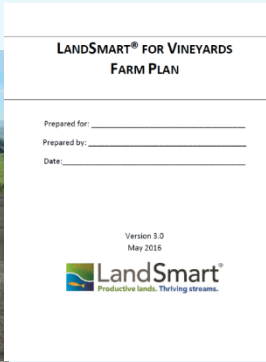 LANDSMART® FOR VINEYARDS
FARM PLAN
Prepared for:
Prepared by:
Date:
Version 3.0
May 2016
LandSmart®
Productive lands. Thriving streams.